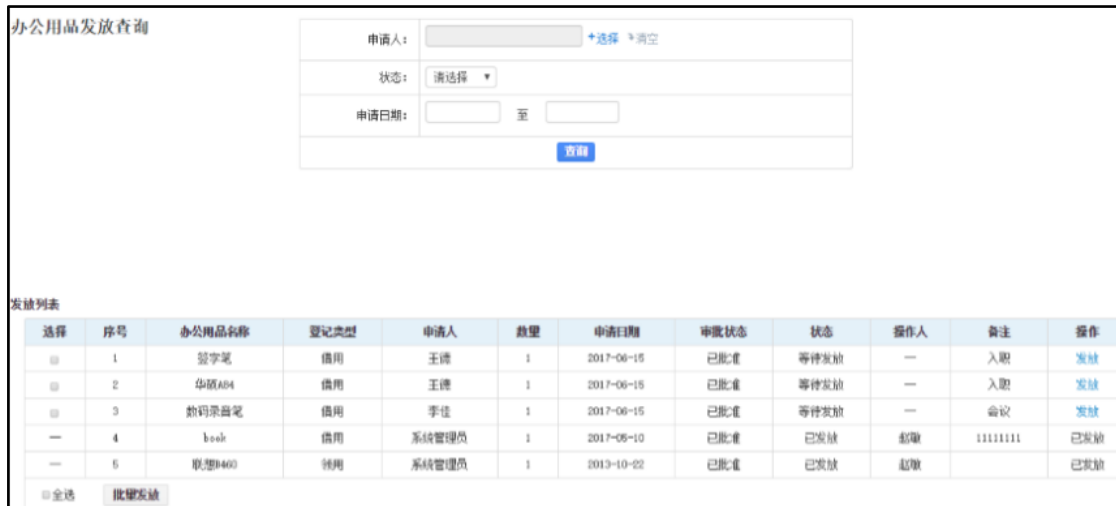 办公用品发放查询
申请人： +选择 清空
状态： 请选择
申请日期： 至
查询
发放列表
选择 序号 办公用品名称 登记类型 申请人 数量 申请日期 审批状态 状态 操作人 备注 操作
1 签字笔 借用 王德 1 2017-06-15 已批准 等待发放 — 入职 发放
2 华硕A84 借用 王德 1 2017-06-15 已批准 等待发放 — 入职 发放
3 数码录音笔 借用 李佳 1 2017-06-15 已批准 等待发放 — 会议 发放
— 4 book 借用 系统管理员 1 2017-05-10 已批准 已发放 赵敏 11111111 已发放
— 5 联想B460 领用 系统管理员 1 2013-10-22 已批准 已发放 赵敏 已发放
全选 批量发放